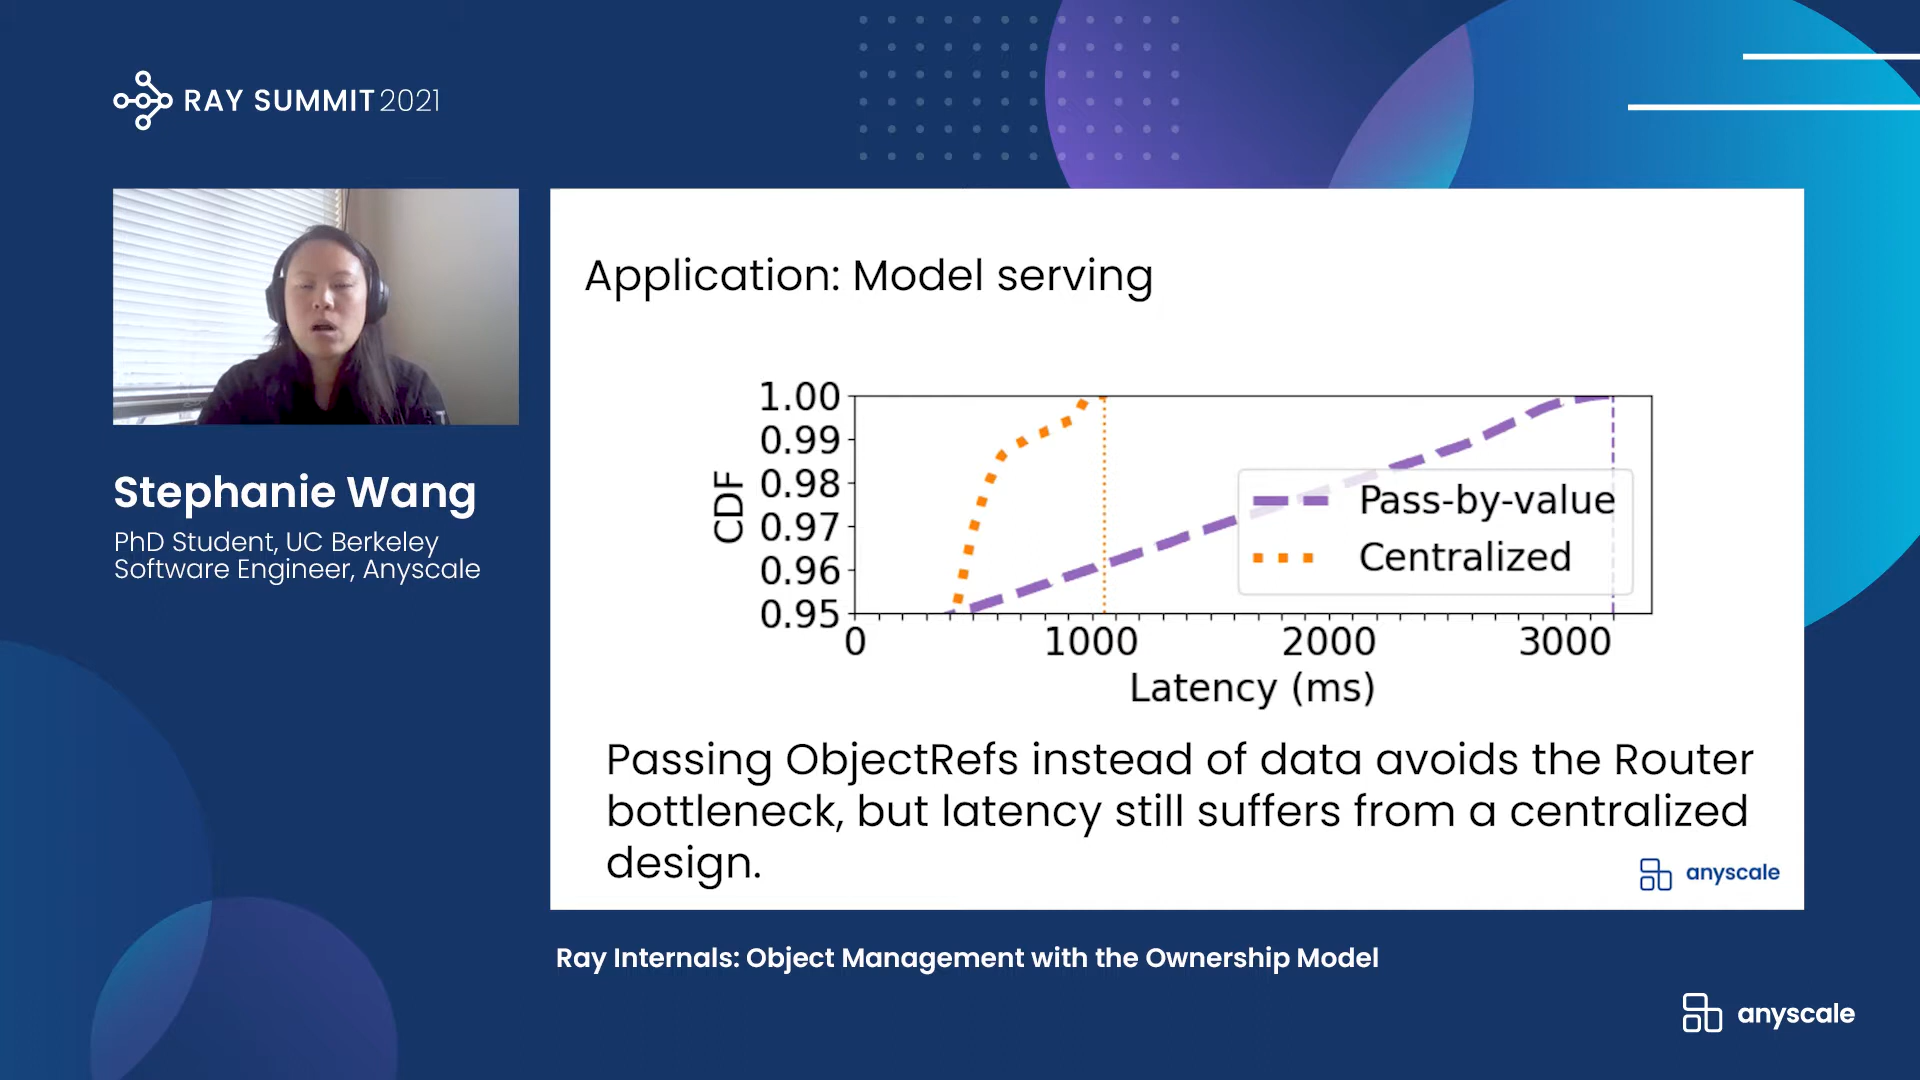 RAY SUMMIT 2021
Stephanie Wang
PhD Student, UC Berkeley
Software Engineer, Anyscale
Application: Model serving
1.00
0.99
0.98
0.97
0.96
0.95
CDF
Pass-by-value
Centralized
0 1000 2000 3000
Latency (ms)
Passing ObjectRefs instead of data avoids the Router
bottleneck, but latency still suffers from a centralized
design.
anyscale
Ray Internals: Object Management with the Ownership Model
anyscale